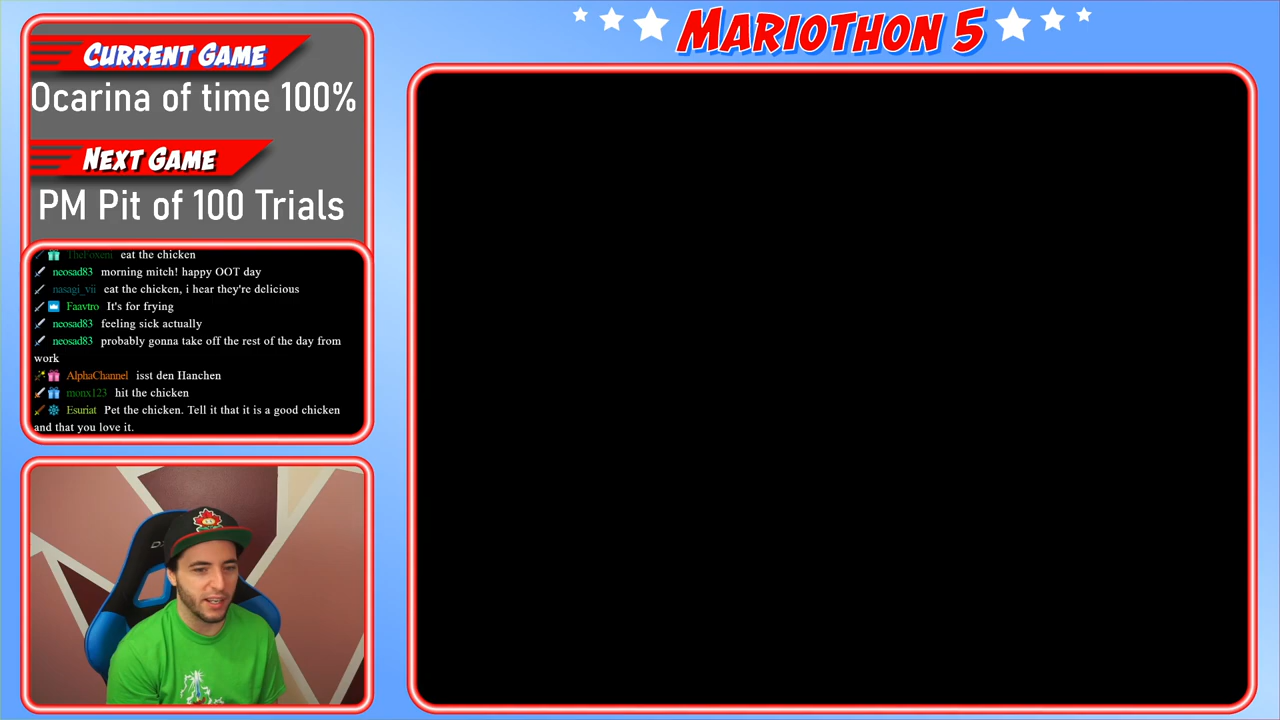 MARIOTHON 5
CURRENT GAME
Ocarina of time 100%
NEXT GAME
PM Pit of 100 Trials
TheFoxem eat the chicken
neosad83 morning mitch! happy OOT day
nasagi_vii eat the chicken, i hear they're delicious
Faavtro It's for frying
neosad83 feeling sick actually
neosad83 probably gonna take off the rest of the day from
work
AlphaChannel isst den Hanchen
monx123 hit the chicken
Esuriat Pet the chicken. Tell it that it is a good chicken
and that you love it.